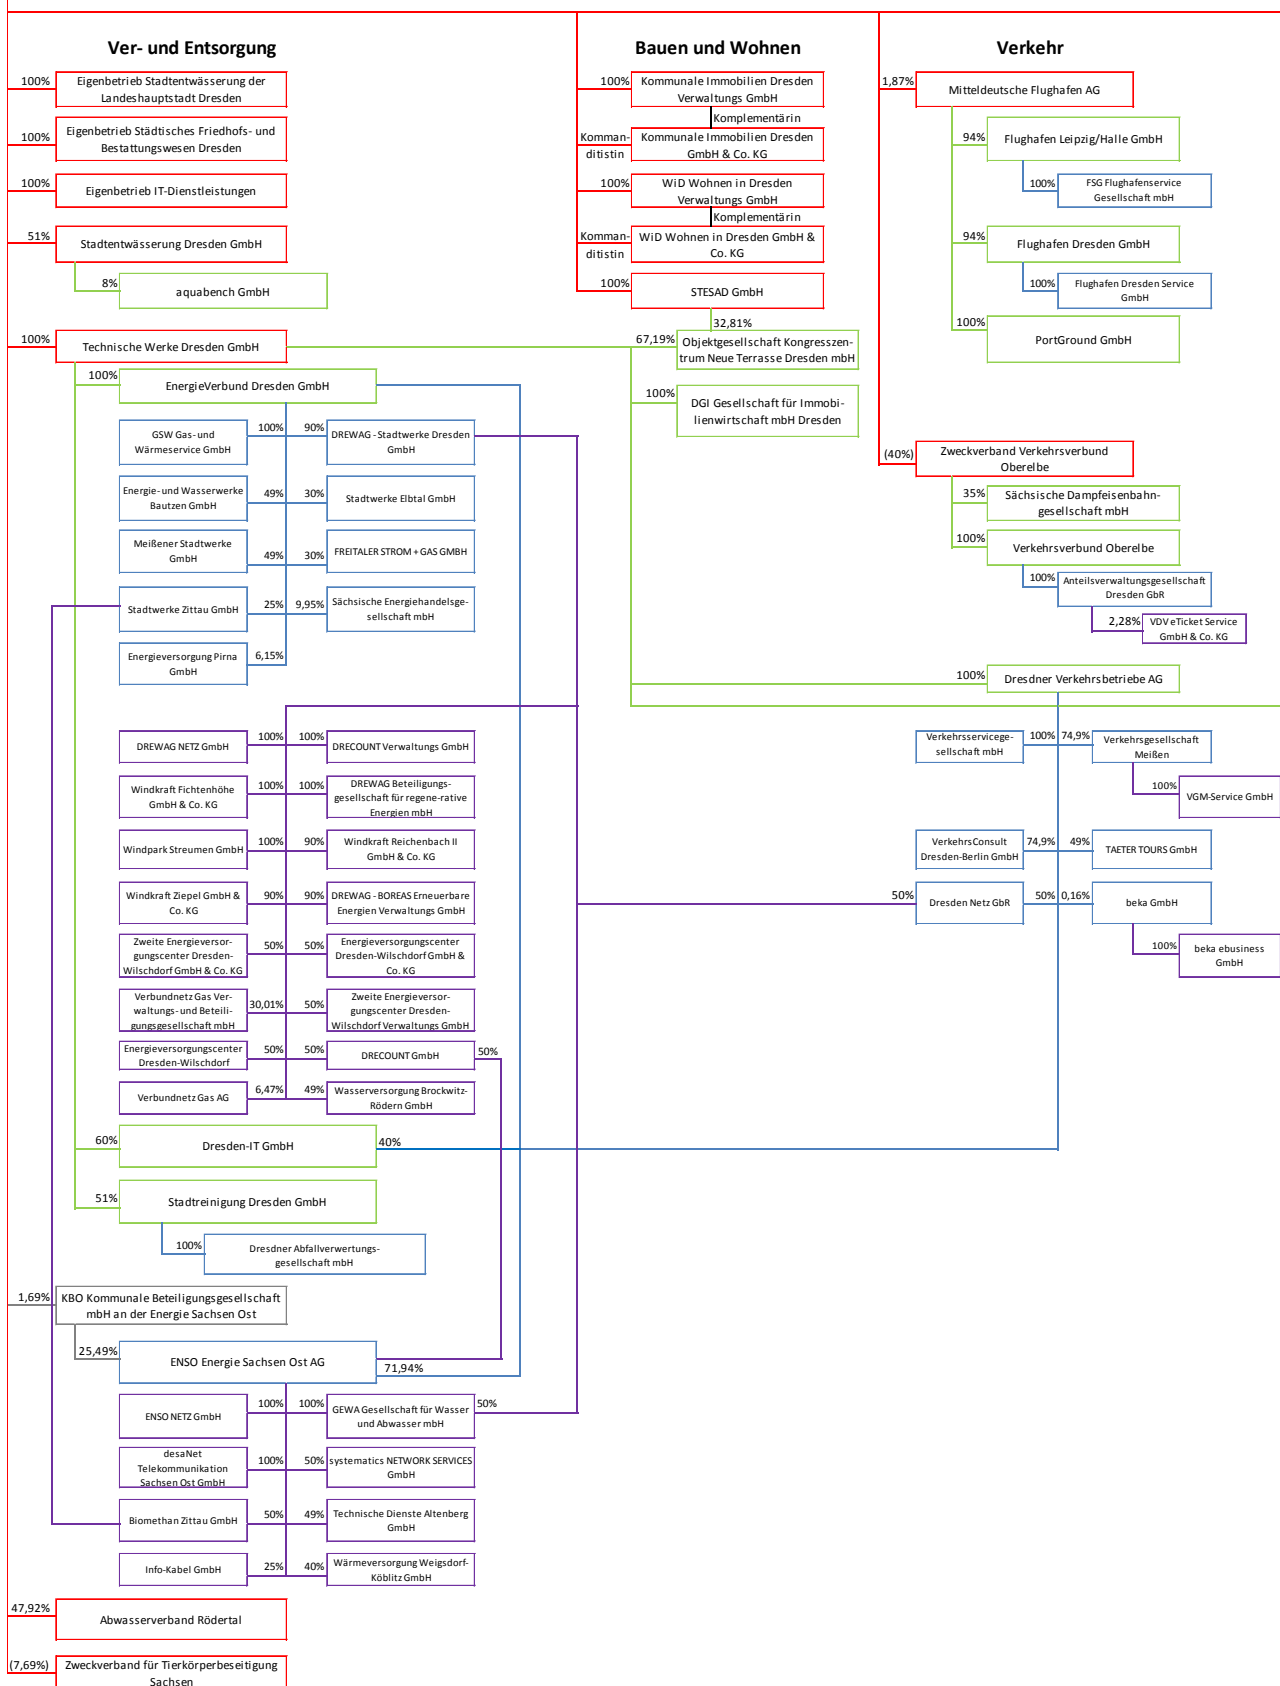 Ver- und Entsorgung
100%
Eigenbetrieb Stadtentwässerung der
Landeshauptstadt Dresden
100%
Eigenbetrieb Städtisches Friedhofs- und
Bestattungswesen Dresden
100%
Eigenbetrieb IT-Dienstleistungen
51%
Stadtentwässerung Dresden GmbH
8%
aquabench GmbH
100%
Technische Werke Dresden GmbH
100%
EnergieVerbund Dresden GmbH
GSW Gas- und
Wärmeservice GmbH
100%
90%
DREWAG - Stadtwerke Dresden
GmbH
Energie- und Wasserwerke
Bautzen GmbH
49%
30%
Stadtwerke Elbtal GmbH
Meißener Stadtwerke
GmbH
49%
30%
FREITALER STROM + GAS GMBH
Stadtwerke Zittau GmbH
25%
9,95%
Sächsische Energiehandelsge-
sellschaft mbH
Energieversorgung Pirna
GmbH
6,15%
DREWAG NETZ GmbH
100%
100%
DRECOUNT Verwaltungs GmbH
Windkraft Fichtenhöhe
GmbH & Co. KG
100%
100%
DREWAG Beteiligungs-
gesellschaft für regene-rative
Energien mbH
Windpark Streumen GmbH
100%
90%
Windkraft Reichenbach II
GmbH & Co. KG
Windkraft Ziepel GmbH &
Co. KG
90%
90%
DREWAG - BOREAS Erneuerbare
Energien Verwaltungs GmbH
Zweite Energieversor-
gungscenter Dresden-
Wilschdorf GmbH & Co. KG
50%
50%
Energieversorgungscenter
Dresden-Wilschdorf GmbH &
Co. KG
Verbundnetz Gas Ver-
waltungs- und Beteili-
gungsgesellschaft mbH
30,01%
50%
Zweite Energieversor-
gungscenter Dresden-
Wilschdorf Verwaltungs GmbH
Energieversorgungscenter
Dresden-Wilschdorf
50%
50%
DRECOUNT GmbH
50%
Verbundnetz Gas AG
6,47%
49%
Wasserversorgung Brockwitz-
Rödern GmbH
60%
Dresden-IT GmbH
40%
51%
Stadtreinigung Dresden GmbH
100%
Dresdner Abfallverwertungs-
gesellschaft mbH
1,69%
KBO Kommunale Beteiligungsgesellschaft
mbH an der Energie Sachsen Ost
25,49%
ENSO Energie Sachsen Ost AG
71,94%
ENSO NETZ GmbH
100%
100%
GEWA Gesellschaft für Wasser
und Abwasser mbH
50%
desaNet
Telekommunikation
Sachsen Ost GmbH
100%
50%
systematics NETWORK SERVICES
GmbH
Biomethan Zittau GmbH
50%
49%
Technische Dienste Altenberg
GmbH
Info-Kabel GmbH
25%
40%
Wärmeversorgung Weigsdorf-
Köblitz GmbH
47,92%
Abwasserverband Rödertal
(7,69%)
Zweckverband für Tierkörperbeseitigung
Sachsen
Bauen und Wohnen
100%
Kommunale Immobilien Dresden
Verwaltungs GmbH
Komplementärin
Komman-
ditistin
Kommunale Immobilien Dresden
GmbH & Co. KG
100%
WiD Wohnen in Dresden
Verwaltungs GmbH
Komplementärin
Komman-
ditistin
WiD Wohnen in Dresden GmbH &
Co. KG
100%
STESAD GmbH
32,81%
67,19%
Objektgesellschaft Kongresszen-
trum Neue Terrasse Dresden mbH
100%
DGI Gesellschaft für Immobi-
lienwirtschaft mbH Dresden
Verkehr
1,87%
Mitteldeutsche Flughafen AG
94%
Flughafen Leipzig/Halle GmbH
100%
FSG Flughafenservice
Gesellschaft mbH
94%
Flughafen Dresden GmbH
100%
Flughafen Dresden Service
GmbH
100%
PortGround GmbH
(40%)
Zweckverband Verkehrsverbund
Oberelbe
35%
Sächsische Dampfeisenbahn-
gesellschaft mbH
100%
Verkehrsverbund Oberelbe
100%
Anteilsverwaltungsgesellschaft
Dresden GbR
2,28%
VDV eTicket Service
GmbH & Co. KG
100%
Dresdner Verkehrsbetriebe AG
Verkehrsservicege-
sellschaft mbH
100%
74,9%
Verkehrsgesellschaft
Meißen
100%
VGM-Service GmbH
VerkehrsConsult
Dresden-Berlin GmbH
74,9%
49%
TAETER TOURS GmbH
50%
Dresden Netz GbR
50%
0,16%
beka GmbH
100%
beka ebusiness
GmbH